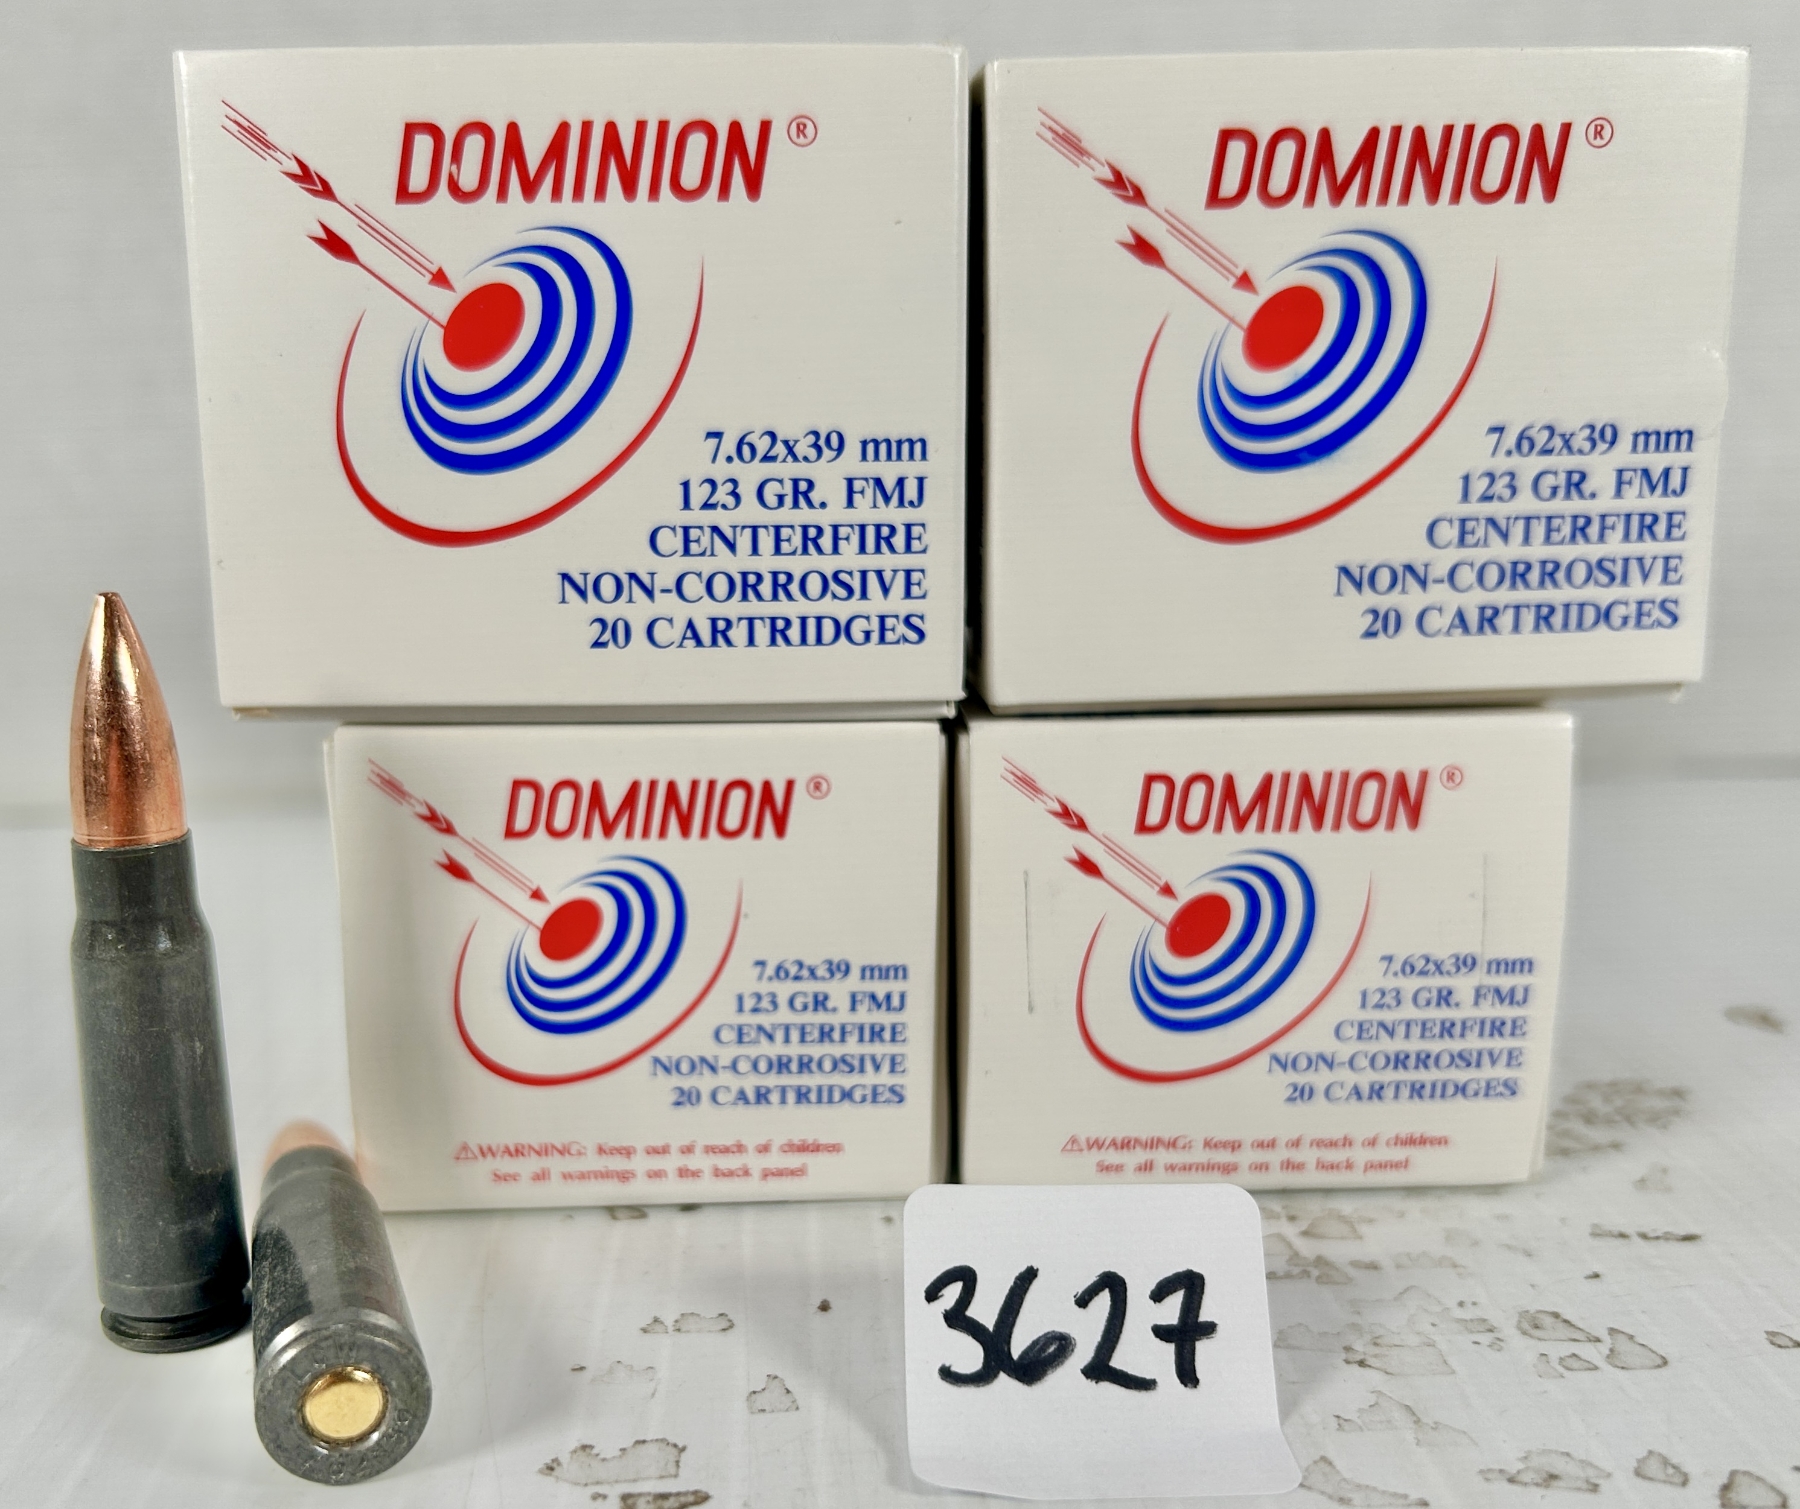 DOMINION ®
7.62x39 mm
123 GR. FMJ
CENTERFIRE
NON-CORROSIVE
20 CARTRIDGES
DOMINION ®
7.62x39 mm
123 GR. FMJ
CENTERFIRE
NON-CORROSIVE
20 CARTRIDGES
DOMINION ®
7.62x39 mm
123 GR. FMJ
CENTERFIRE
NON-CORROSIVE
20 CARTRIDGES
⚠WARNING: Keep out of reach of children
See all warnings on the back panel
DOMINION ®
7.62x39 mm
123 GR. FMJ
CENTERFIRE
NON-CORROSIVE
20 CARTRIDGES
⚠WARNING: Keep out of reach of children
See all warnings on the back panel
3627